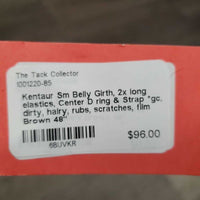 The Tack Collector
1001220-85
Kentaur Sm Belly Girth, 2x long
elastics, Center D ring & Strap *gc,
dirty, hairy, rubs, scratches, film
Brown 48"
$96.00
6BUVKR